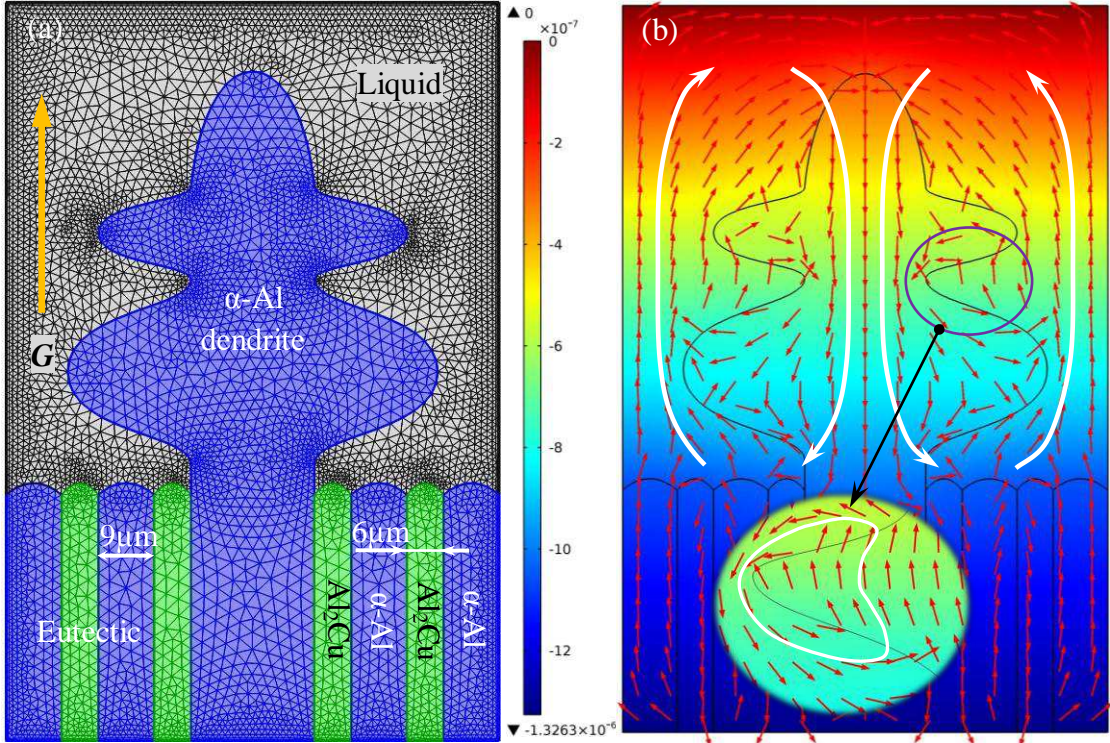 (a)
Liquid
G
α-Al
dendrite
9μm
6μm
Eutectic
Al₂Cu
α-Al
Al₂Cu
α-Al
▲ 0
×10⁻⁷
0
-2
-4
-6
-8
-10
-12
▼ -1.3263×10⁻⁶
(b)